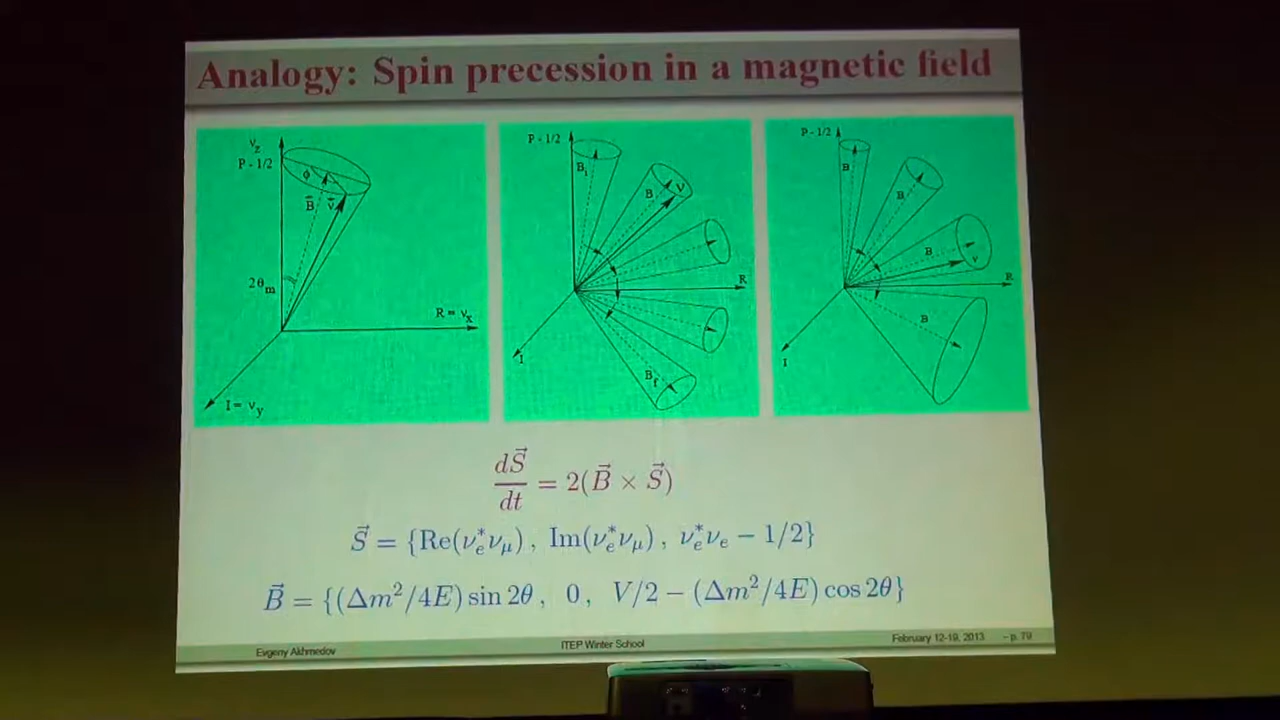 Analogy: Spin precession in a magnetic field
ν_z
P - 1/2
ϕ
B⃗ ν⃗
2θ_m
R = ν_x
I = ν_y
P - 1/2
B_i
B ν
R
I
B_f
P - 1/2
B
B
B
ν
R
B
I
dS⃗/dt = 2(B⃗ × S⃗)
S⃗ = {Re(ν_e^*ν_μ) , Im(ν_e^*ν_μ) , ν_e^*ν_e − 1/2}
B⃗ = {(Δm²/4E) sin 2θ , 0 , V/2 − (Δm²/4E) cos 2θ}
Evgeny Akhmedov ITEP Winter School February 12-19, 2013 – p. 79